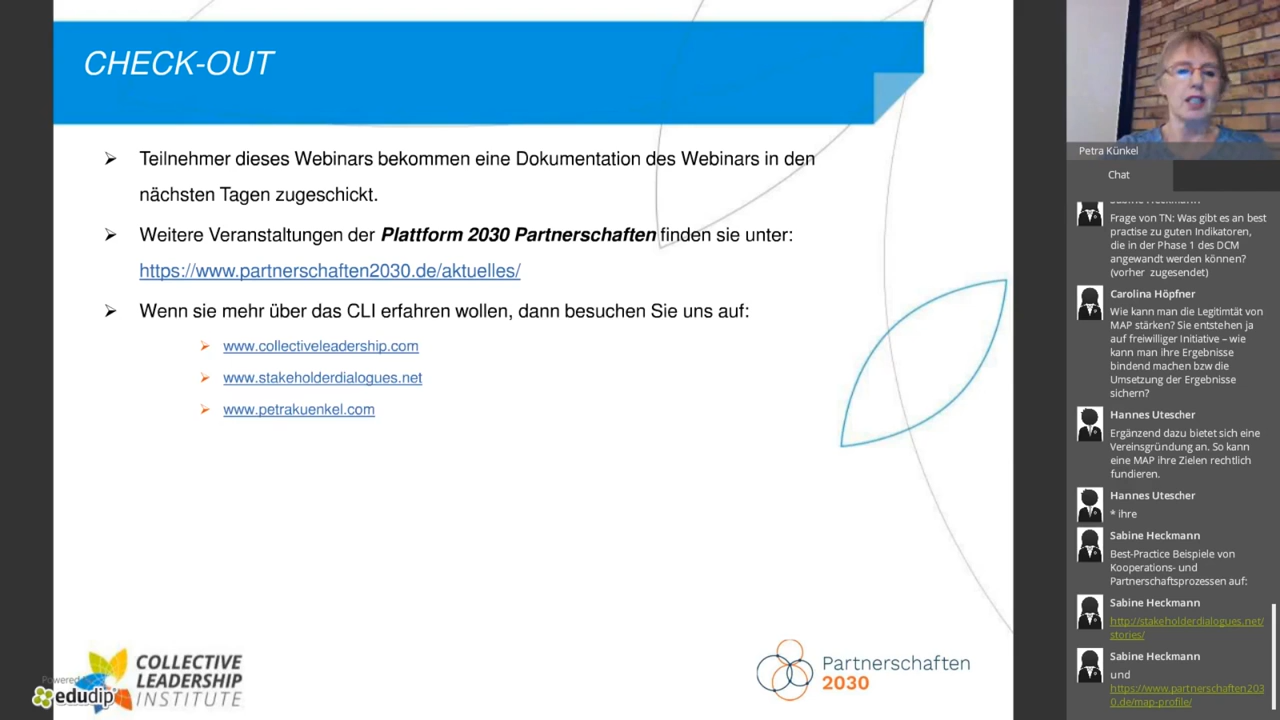 CHECK-OUT
Teilnehmer dieses Webinars bekommen eine Dokumentation des Webinars in den
nächsten Tagen zugeschickt.
Weitere Veranstaltungen der Plattform 2030 Partnerschaften finden sie unter:
https://www.partnerschaften2030.de/aktuelles/
Wenn sie mehr über das CLI erfahren wollen, dann besuchen Sie uns auf:
www.collectiveleadership.com
www.stakeholderdialogues.net
www.petrakuenkel.com
COLLECTIVE
LEADERSHIP
INSTITUTE
Powered
edudip
Partnerschaften
2030
Petra Künkel
Chat
Sabine Heckmann
Frage von TN: Was gibt es an best
practise zu guten Indikatoren,
die in der Phase 1 des DCM
angewandt werden können?
(vorher zugesendet)
Carolina Höpfner
Wie kann man die Legitimtät von
MAP stärken? Sie entstehen ja
auf freiwilliger Initiative – wie
kann man ihre Ergebnisse
bindend machen bzw die
Umsetzung der Ergebnisse
sichern?
Hannes Utescher
Ergänzend dazu bietet sich eine
Vereinsgründung an. So kann
eine MAP ihre Zielen rechtlich
fundieren.
Hannes Utescher
* ihre
Sabine Heckmann
Best-Practice Beispiele von
Kooperations- und
Partnerschaftsprozessen auf:
Sabine Heckmann
http://stakeholderdialogues.net/
stories/
Sabine Heckmann
und
https://www.partnerschaften203
0.de/map-profile/